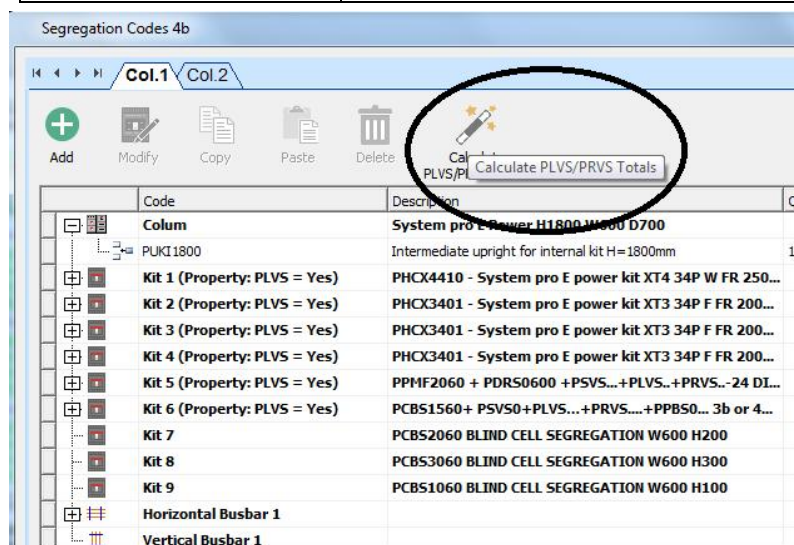 Segregation Codes 4b
Col.1 Col.2
Add Modify Copy Paste Delete
Calculate PLVS/PRVS Totals
Code Description
Colum System pro E Power H1800 W600 D700
PUKI1800 Intermediate upright for internal kit H=1800mm 1
Kit 1 (Property: PLVS = Yes) PHCX4410 - System pro E power kit XT4 34P W FR 250...
Kit 2 (Property: PLVS = Yes) PHCX3401 - System pro E power kit XT3 34P F FR 200...
Kit 3 (Property: PLVS = Yes) PHCX3401 - System pro E power kit XT3 34P F FR 200...
Kit 4 (Property: PLVS = Yes) PHCX3401 - System pro E power kit XT3 34P F FR 200...
Kit 5 (Property: PLVS = Yes) PPMF2060 + PDRS0600 +PSVS...+PLVS..+PRVS..-24 DI...
Kit 6 (Property: PLVS = Yes) PCBS1560+ PSVS0+PLVS...+PRVS....+PPBS0... 3b or 4...
Kit 7 PCBS2060 BLIND CELL SEGREGATION W600 H200
Kit 8 PCBS3060 BLIND CELL SEGREGATION W600 H300
Kit 9 PCBS1060 BLIND CELL SEGREGATION W600 H100
Horizontal Busbar 1
Vertical Busbar 1